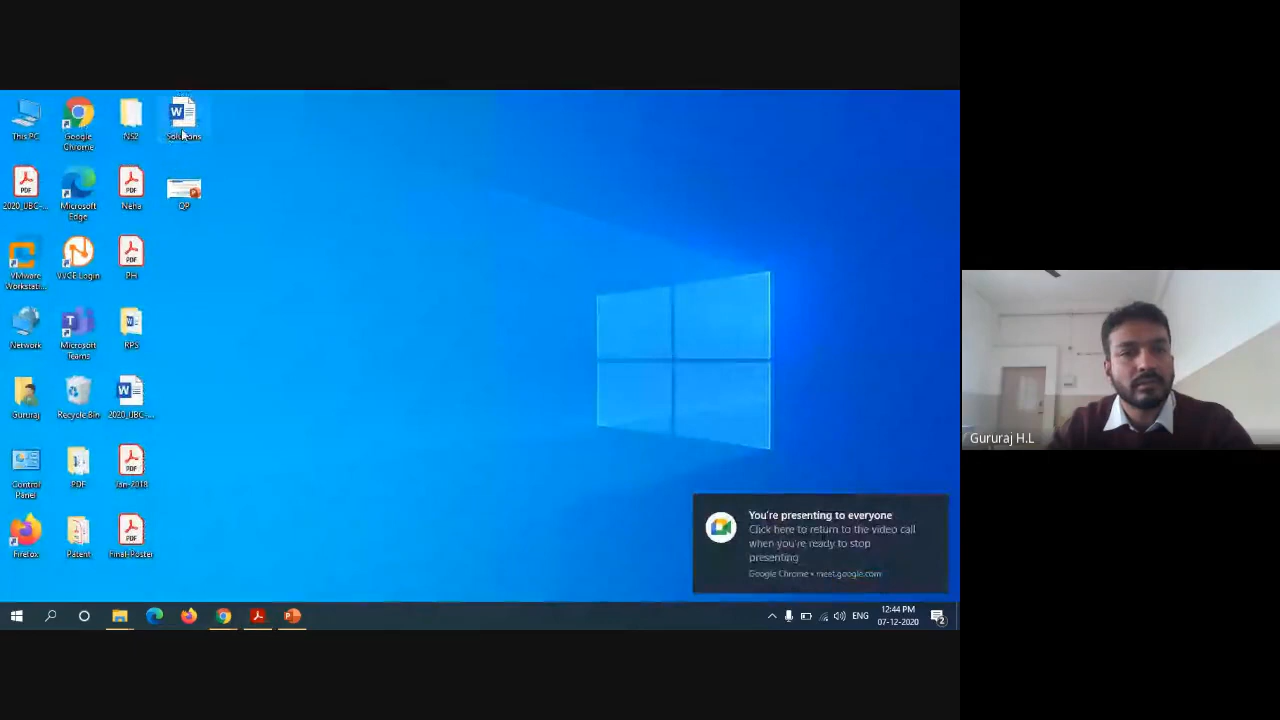 This PC
Google
Chrome
NS2
Solutions
2020_IJBC-...
Microsoft
Edge
Neha
QP
VMware
Workstati...
VVCE Login
PH
Network
Microsoft
Teams
RPS
Gururaj
Recycle Bin
2020_IJBC-...
Control
Panel
PDF
Jan-2018
Firefox
Patent
Final-Poster
You're presenting to everyone
Click here to return to the video call
when you're ready to stop
presenting
Google Chrome • meet.google.com
ENG
12:44 PM
07-12-2020
2
Gururaj H.L